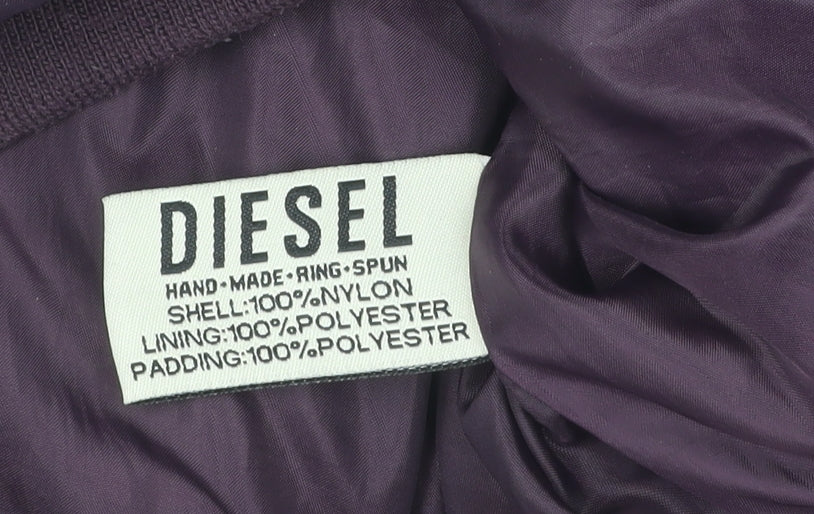 DIESEL
HAND•MADE•RING•SPUN
SHELL:100%NYLON
LINING:100%POLYESTER
PADDING:100%POLYESTER